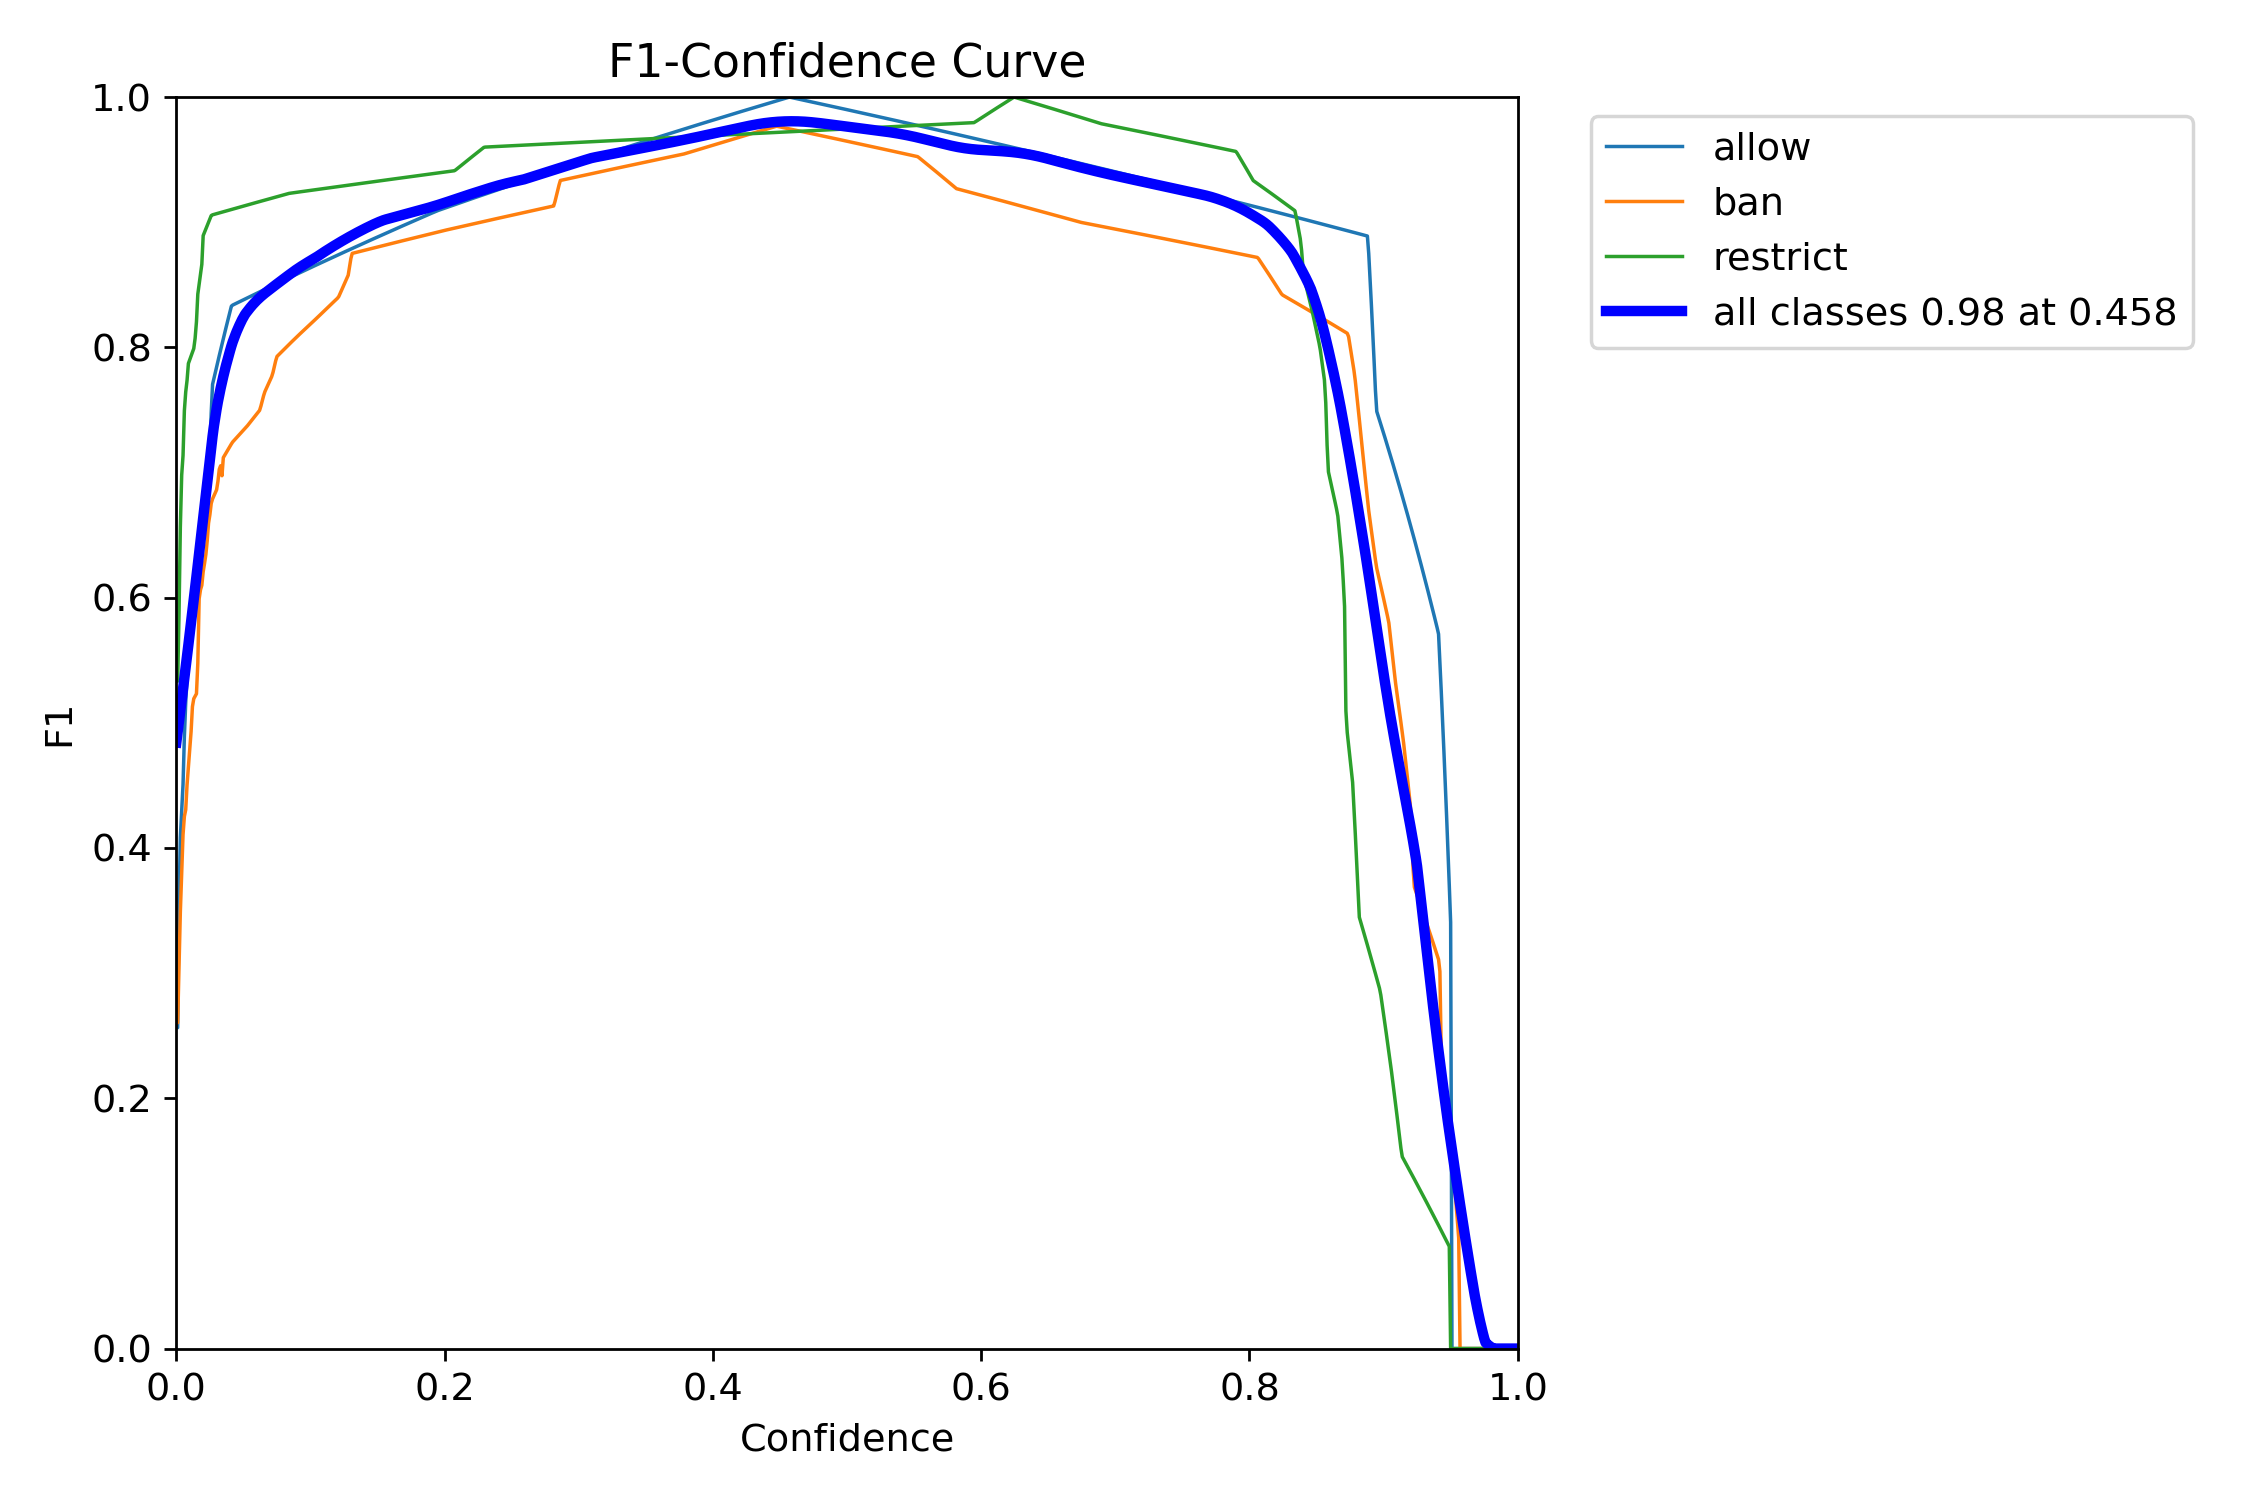 F1-Confidence Curve
1.0
0.8
0.6
0.4
0.2
0.0
F1
0.0 0.2 0.4 0.6 0.8 1.0
Confidence
allow
ban
restrict
all classes 0.98 at 0.458